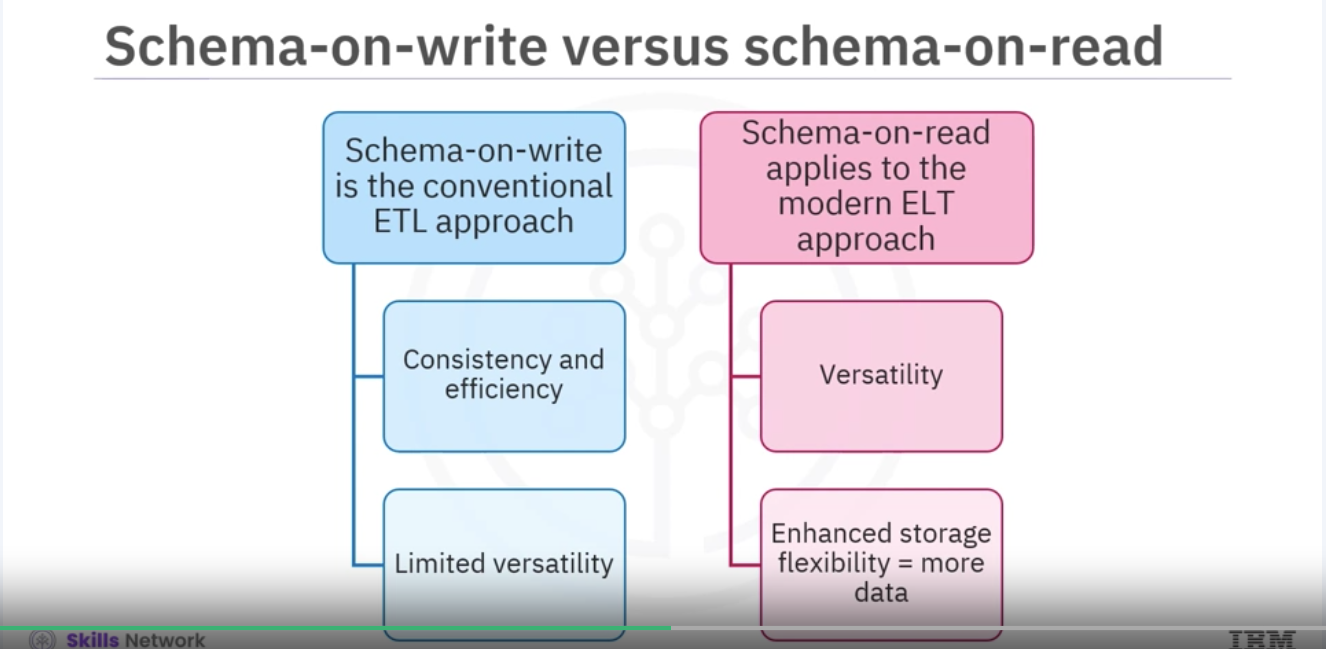 Schema-on-write versus schema-on-read
Schema-on-write
is the conventional
ETL approach
Consistency and
efficiency
Limited versatility
Schema-on-read
applies to the
modern ELT
approach
Versatility
Enhanced storage
flexibility = more
data
Skills Network
IBM